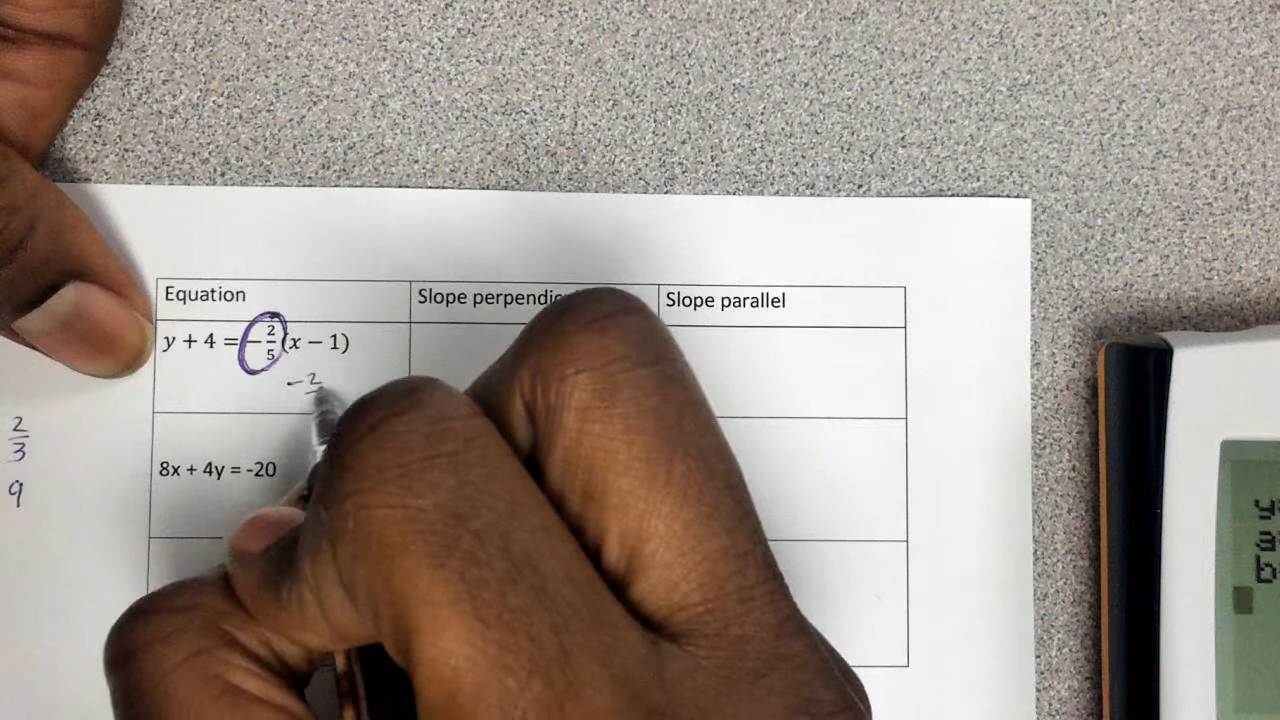 Equation
Slope perpendic
Slope parallel
y + 4 = -2/5(x − 1)
-2
8x + 4y = -20
2/3
9